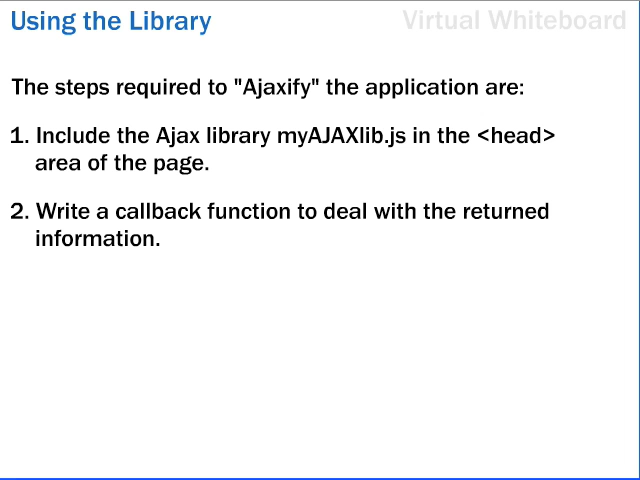 Using the Library
Virtual Whiteboard
The steps required to "Ajaxify" the application are:
1. Include the Ajax library myAJAXlib.js in the <head>
area of the page.
2. Write a callback function to deal with the returned
information.